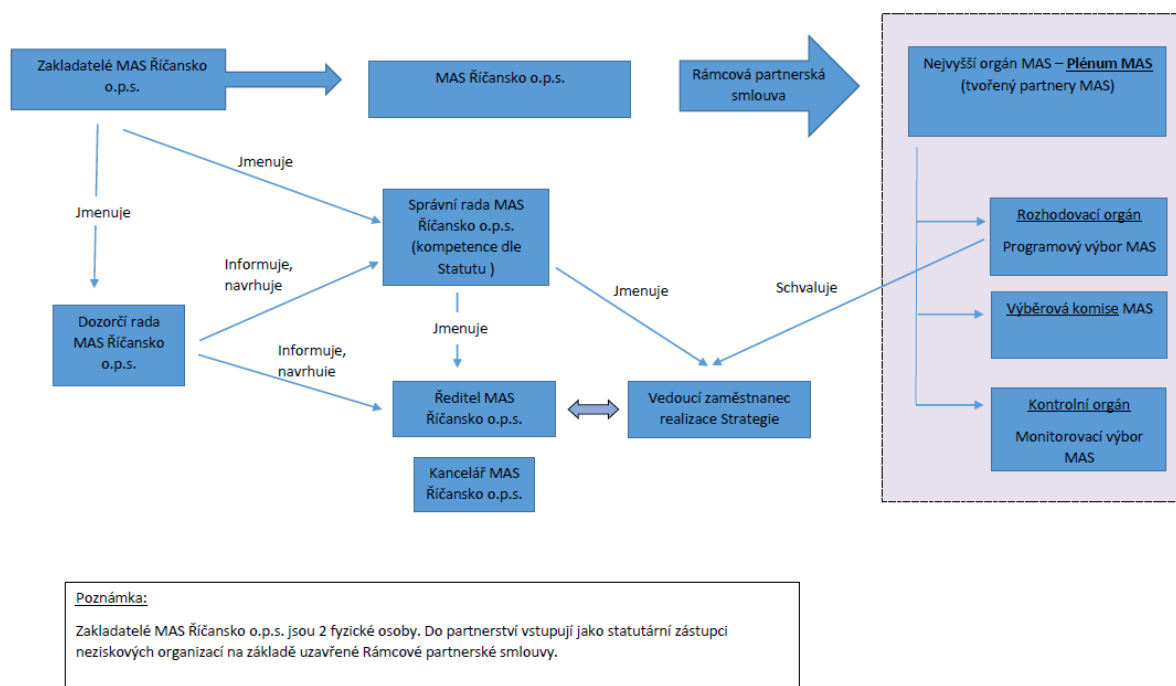 Zakladatelé MAS Říčansko
o.p.s.
MAS Říčansko o.p.s.
Rámcová partnerská
smlouva
Nejvyšší orgán MAS – Plénum MAS
(tvořený partnery MAS)
Jmenuje
Jmenuje
Správní rada MAS
Říčansko o.p.s.
(kompetence dle
Statutu )
Rozhodovací orgán
Programový výbor MAS
Informuje,
navrhuje
Jmenuje
Schvaluje
Dozorčí rada
MAS Říčansko
o.p.s.
Jmenuje
Výběrová komise MAS
Informuje,
navrhuie
Ředitel MAS
Říčansko o.p.s.
Vedoucí zaměstnanec
realizace Strategie
Kontrolní orgán
Monitorovací výbor
MAS
Kancelář MAS
Říčansko o.p.s.
Poznámka:
Zakladatelé MAS Říčansko o.p.s. jsou 2 fyzické osoby. Do partnerství vstupují jako statutární zástupci
neziskových organizací na základě uzavřené Rámcové partnerské smlouvy.